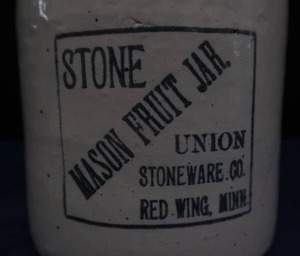 STONE
MASON FRUIT JAR
UNION
STONEWARE CO.
RED WING, MINN.